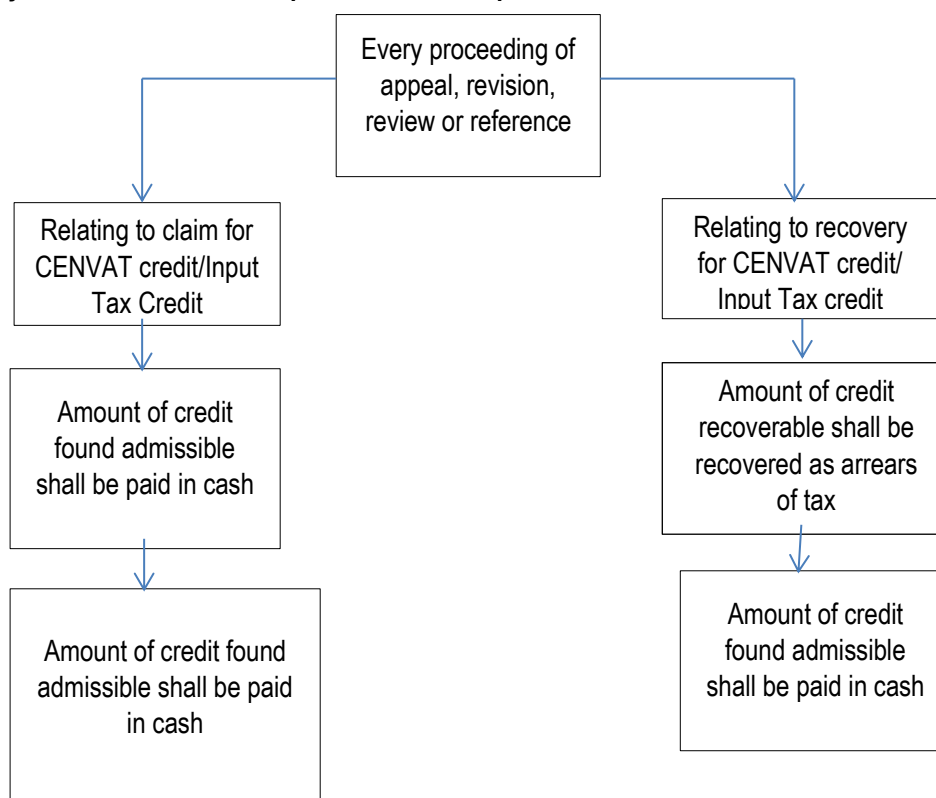 Every proceeding of
appeal, revision,
review or reference
Relating to claim for
CENVAT credit/Input
Tax Credit
Relating to recovery
for CENVAT credit/
Input Tax credit
Amount of credit
found admissible
shall be paid in cash
Amount of credit
recoverable shall be
recovered as arrears
of tax
Amount of credit found
admissible shall be paid
in cash
Amount of credit
found admissible
shall be paid in cash